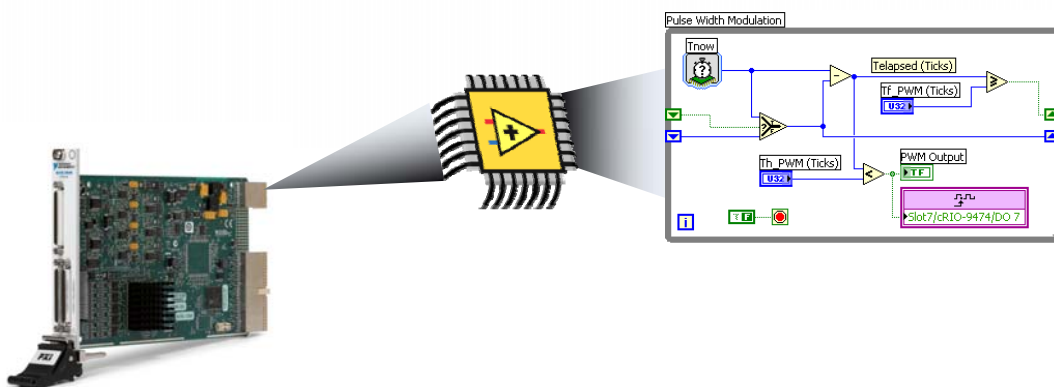 Pulse Width Modulation
Tnow
Telapsed (Ticks)
Tf_PWM (Ticks)
U32
Th_PWM (Ticks)
U32
PWM Output
TF
Slot7/cRIO-9474/DO 7
i
F
PXI